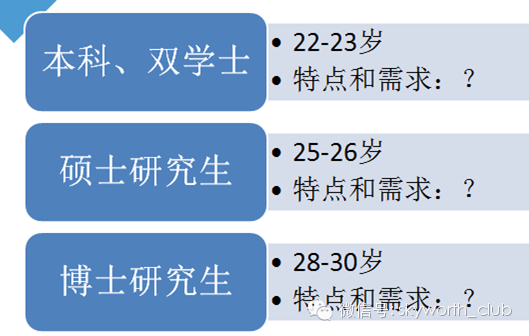 本科、双学士
• 22-23岁
• 特点和需求：？
硕士研究生
• 25-26岁
• 特点和需求：？
博士研究生
• 28-30岁
• 特点和需求：？
微信号: skyworth_club